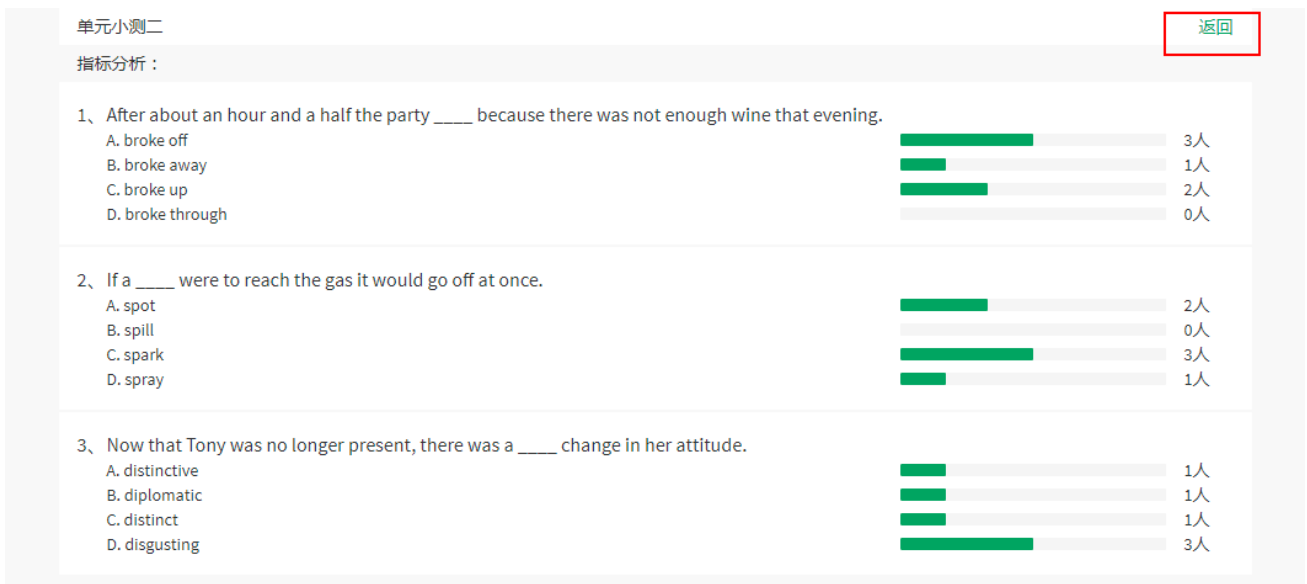 单元小测二 返回
指标分析：
1、After about an hour and a half the party ____ because there was not enough wine that evening.
A. broke off 3人
B. broke away 1人
C. broke up 2人
D. broke through 0人
2、If a ____ were to reach the gas it would go off at once.
A. spot 2人
B. spill 0人
C. spark 3人
D. spray 1人
3、Now that Tony was no longer present, there was a ____ change in her attitude.
A. distinctive 1人
B. diplomatic 1人
C. distinct 1人
D. disgusting 3人